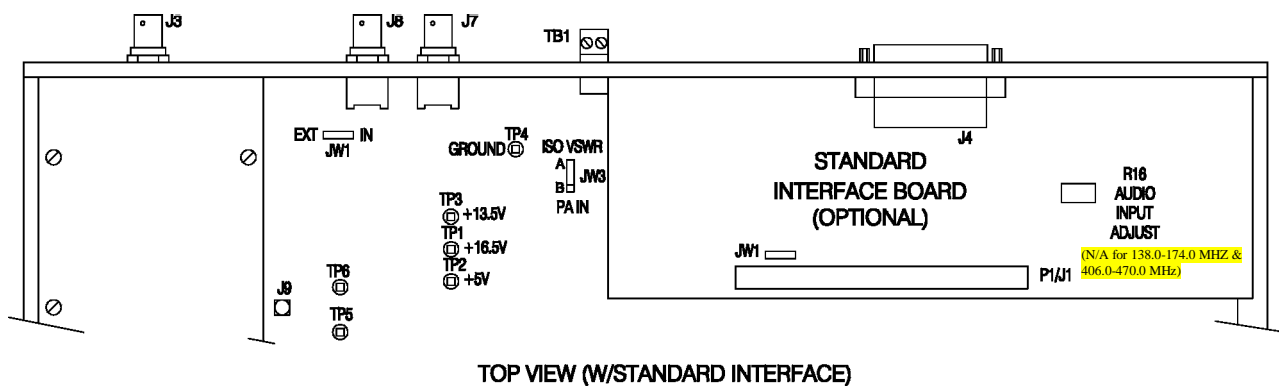 J3
J6
J7
TB1
J4
EXT
IN
JW1
TP4
GROUND
ISO VSWR
A
JW3
B
PA IN
TP3
+13.5V
TP1
+16.5V
TP2
+5V
TP6
J9
TP5
STANDARD
INTERFACE BOARD
(OPTIONAL)
R16
AUDIO
INPUT
ADJUST
(N/A for 138.0-174.0 MHZ &
406.0-470.0 MHz)
JW1
P1/J1
TOP VIEW (W/STANDARD INTERFACE)